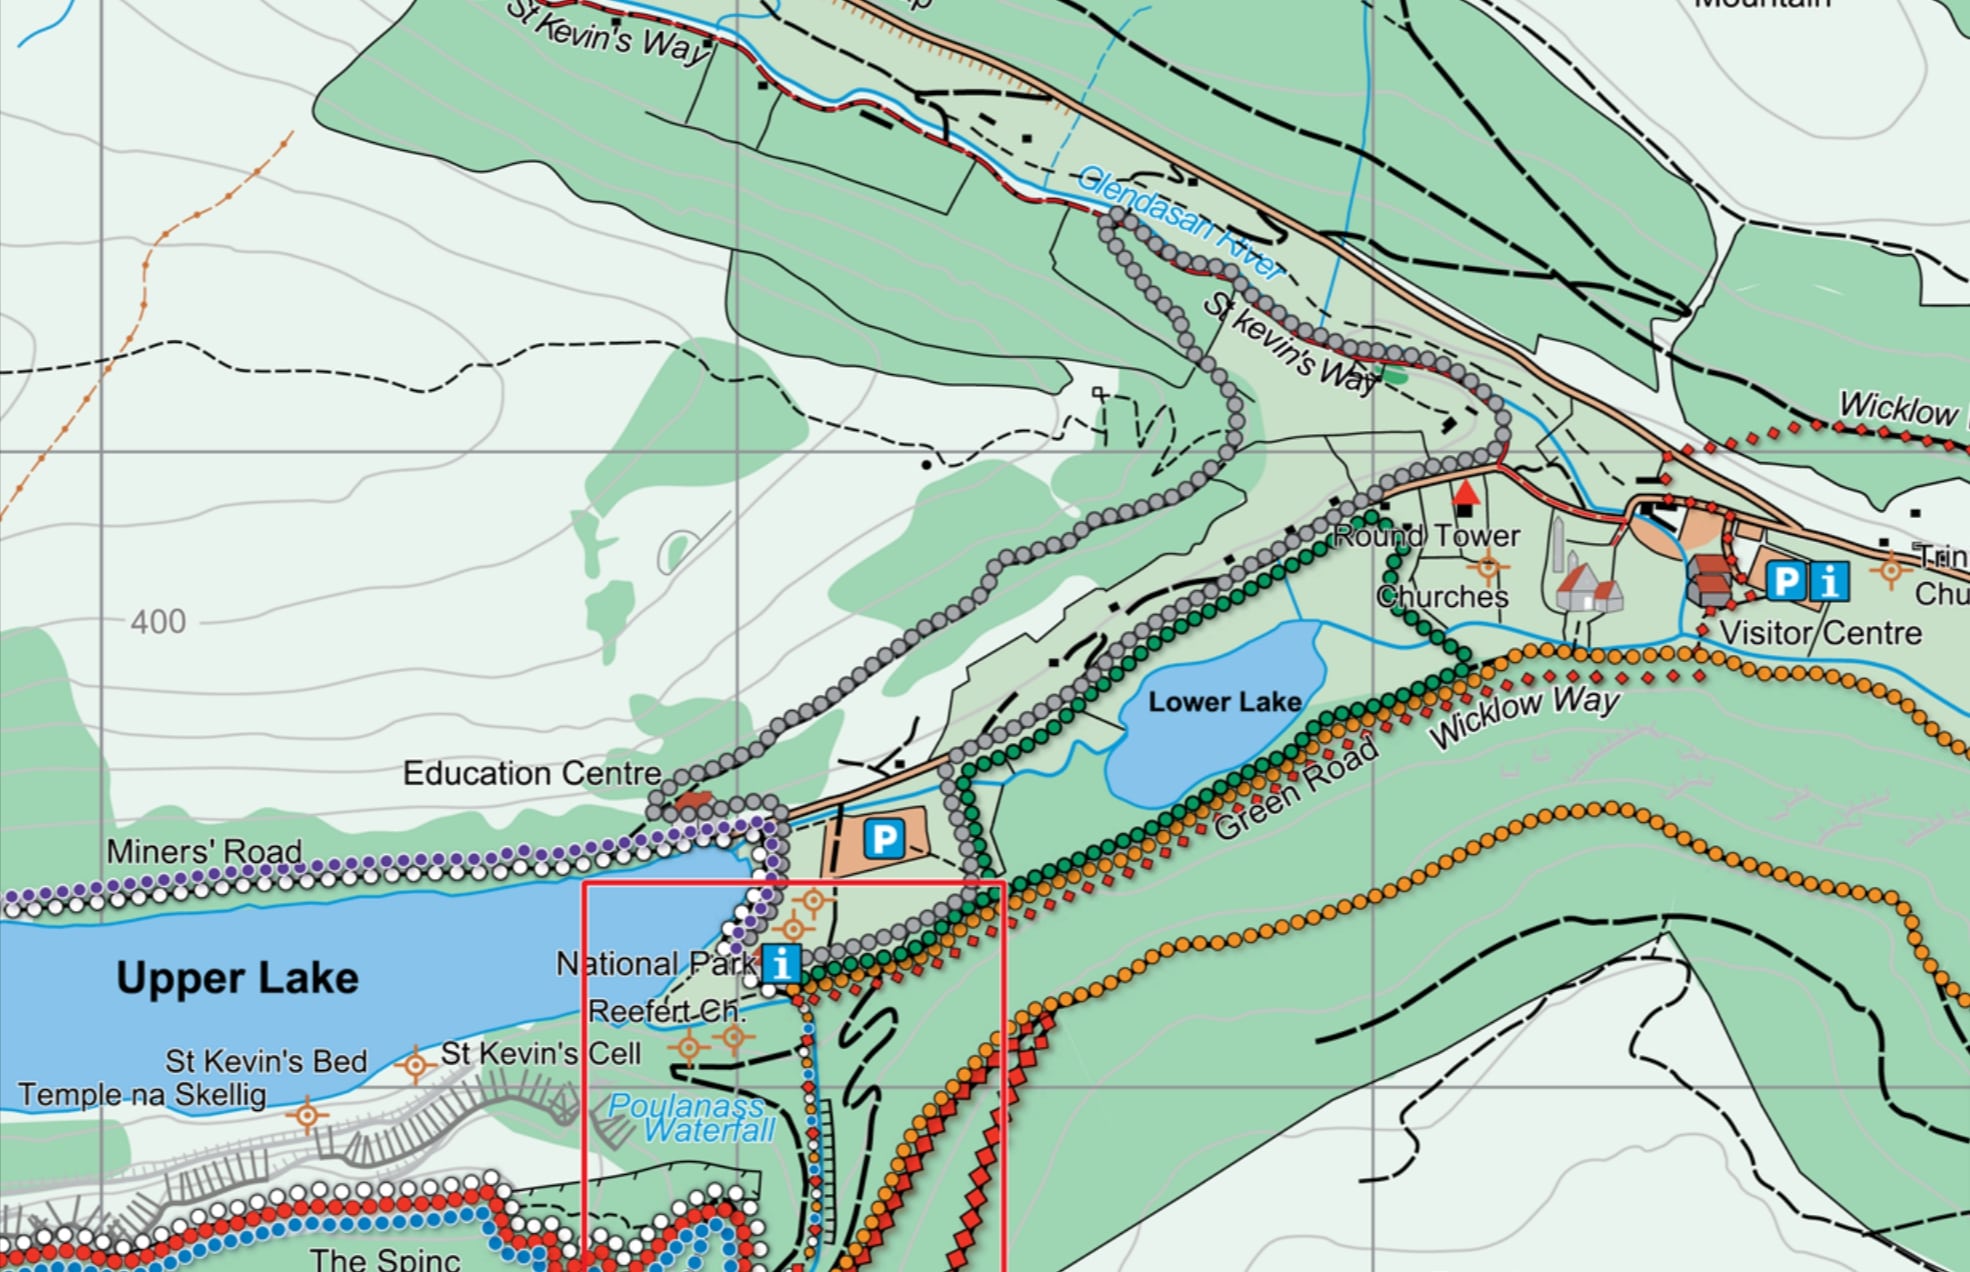 Mountain
St Kevin's Way
Glendasan River
St kevin's Way
Wicklow
Round Tower
Churches
P i
Visitor Centre
400
Lower Lake
Wicklow Way
Green Road
Education Centre
P
Miners' Road
Upper Lake
National Park i
Reefert Ch.
St Kevin's Bed
St Kevin's Cell
Temple na Skellig
Poulanass
Waterfall
The Spinc